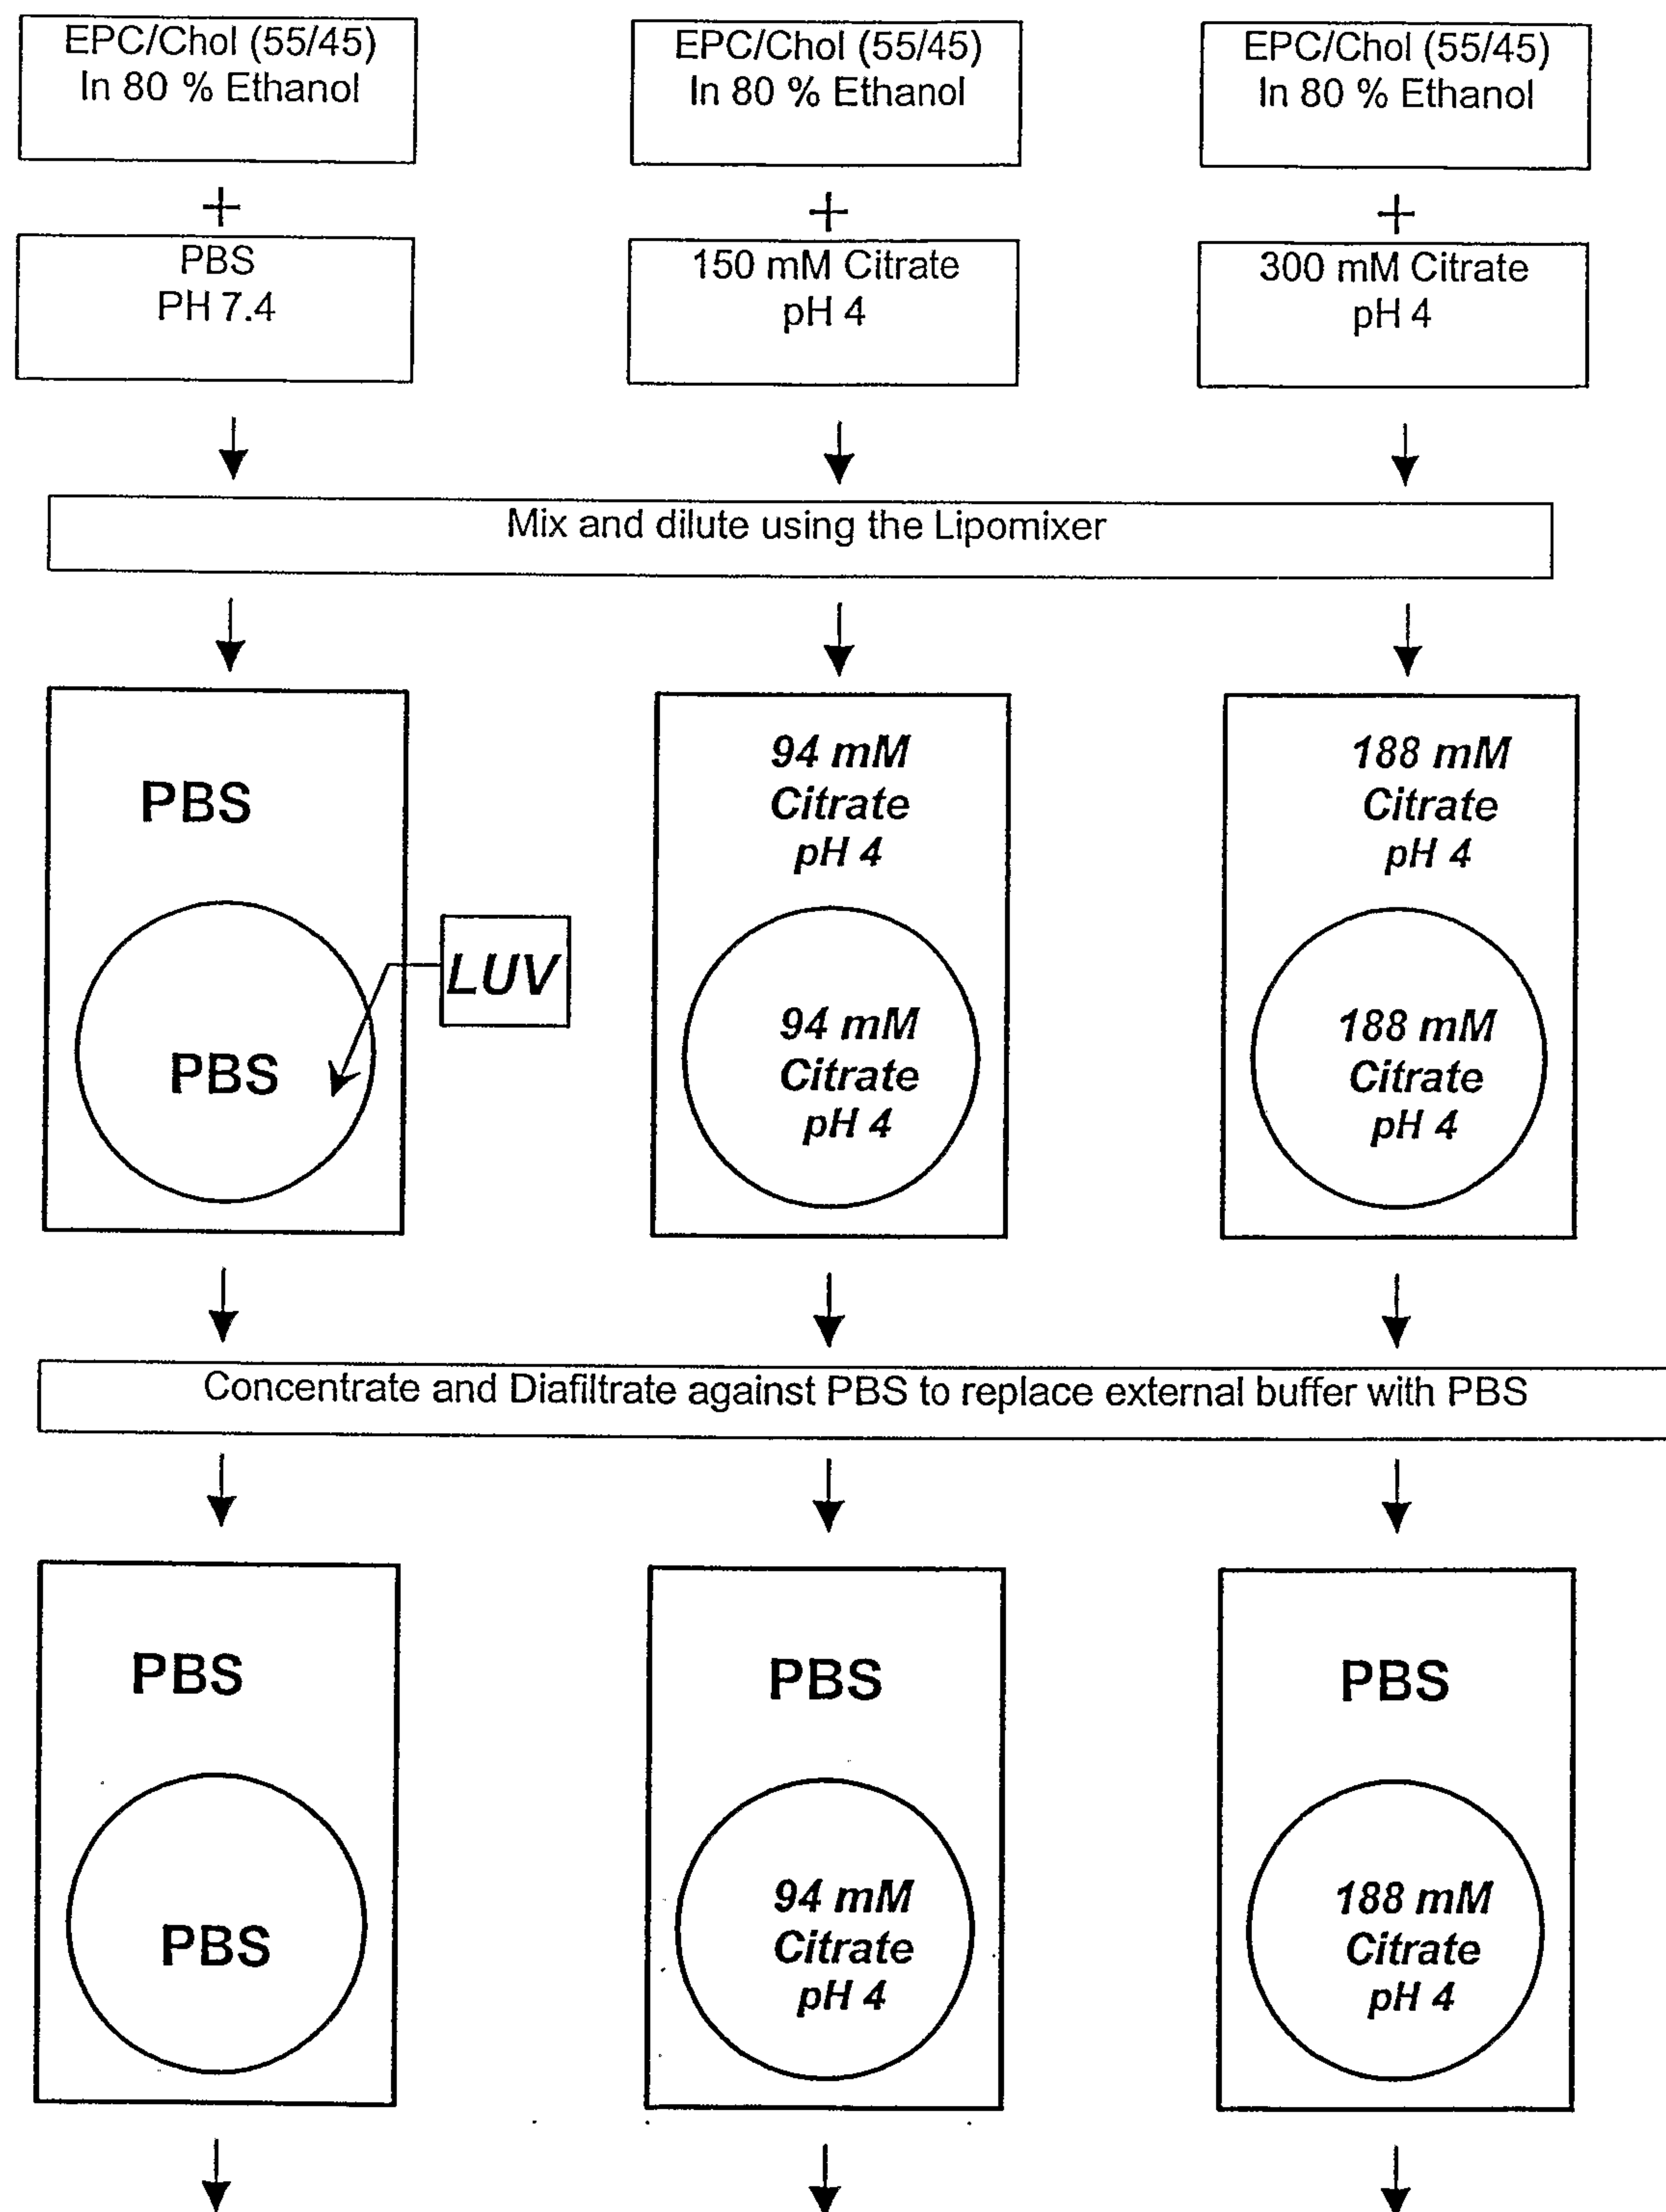 EPC/Chol (55/45)
In 80 % Ethanol
EPC/Chol (55/45)
In 80 % Ethanol
EPC/Chol (55/45)
In 80 % Ethanol
+
+
+
PBS
PH 7.4
150 mM Citrate
pH 4
300 mM Citrate
pH 4
Mix and dilute using the Lipomixer
PBS
94 mM
Citrate
pH 4
188 mM
Citrate
pH 4
LUV
PBS
94 mM
Citrate
pH 4
188 mM
Citrate
pH 4
Concentrate and Diafiltrate against PBS to replace external buffer with PBS
PBS
PBS
PBS
PBS
94 mM
Citrate
pH 4
188 mM
Citrate
pH 4